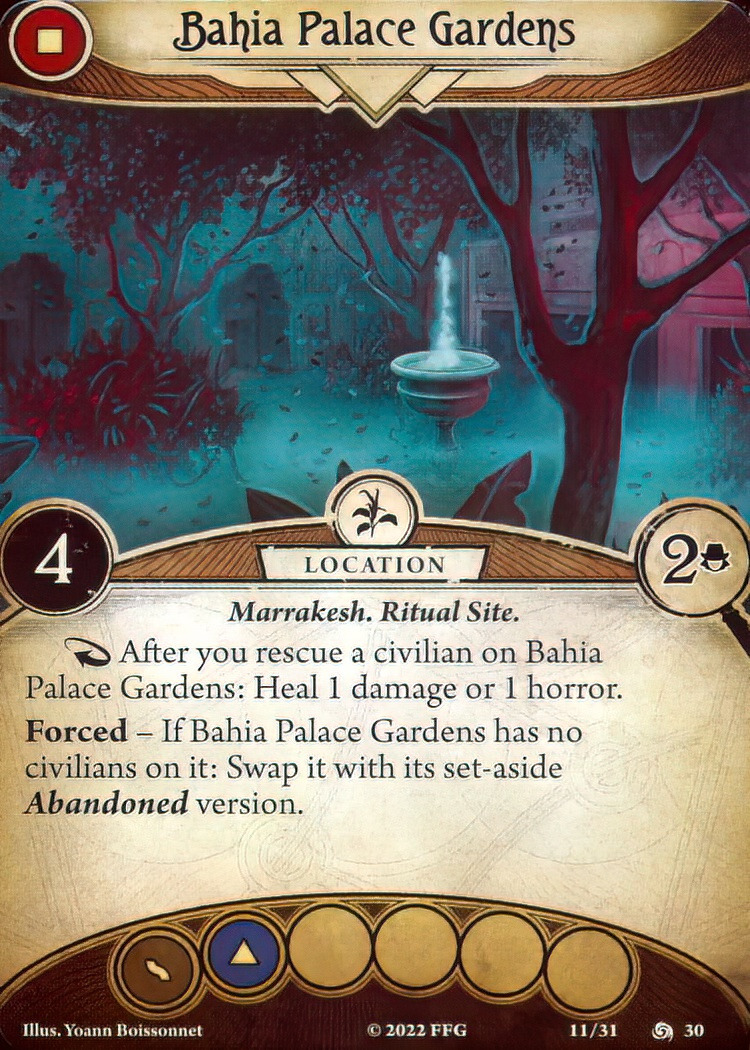 Bahia Palace Gardens
4
LOCATION
2
Marrakesh. Ritual Site.
After you rescue a civilian on Bahia
Palace Gardens: Heal 1 damage or 1 horror.
Forced – If Bahia Palace Gardens has no
civilians on it: Swap it with its set-aside
Abandoned version.
Illus. Yoann Boissonnet © 2022 FFG 11/31 30